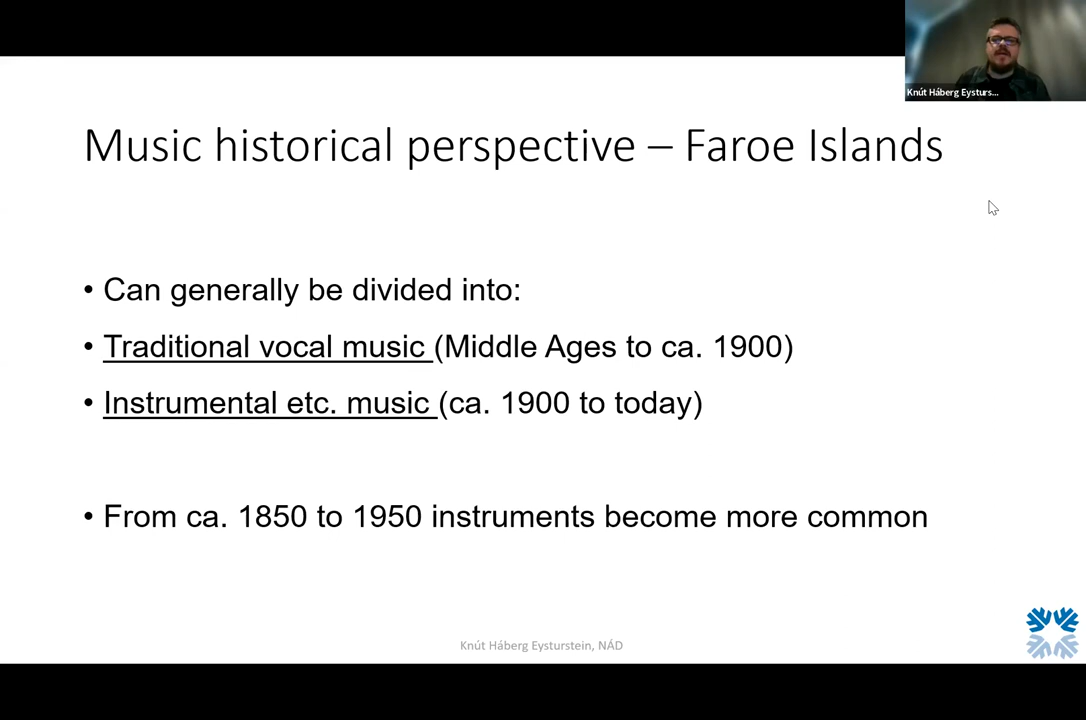 Knút Háberg Eysturs...
Music historical perspective – Faroe Islands
• Can generally be divided into:
• Traditional vocal music (Middle Ages to ca. 1900)
• Instrumental etc. music (ca. 1900 to today)
• From ca. 1850 to 1950 instruments become more common
Knút Háberg Eysturstein, NÁD